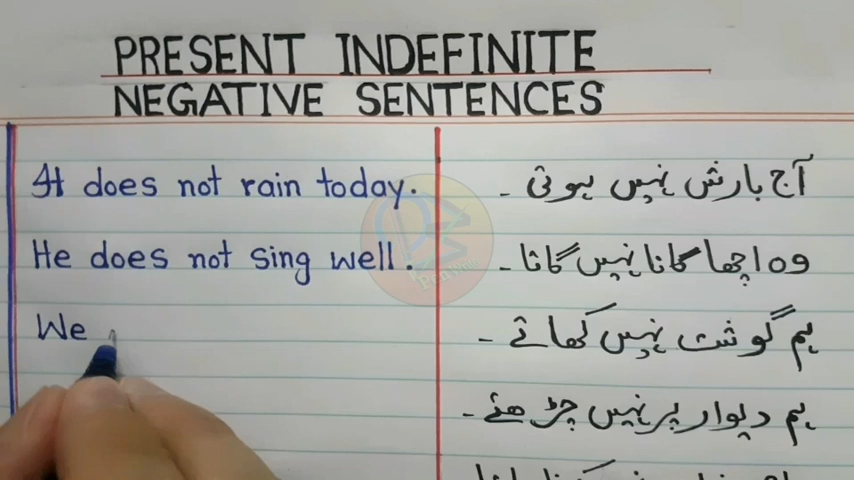 PRESENT INDEFINITE
NEGATIVE SENTENCES
It does not rain today.
آج بارش نہیں ہوتی ۔
He does not sing well.
وہ اچھا گانا نہیں گاتا ۔
We
ہم گوشت نہیں کھاتے ۔
ہم دیوار پر نہیں چڑھتے ۔